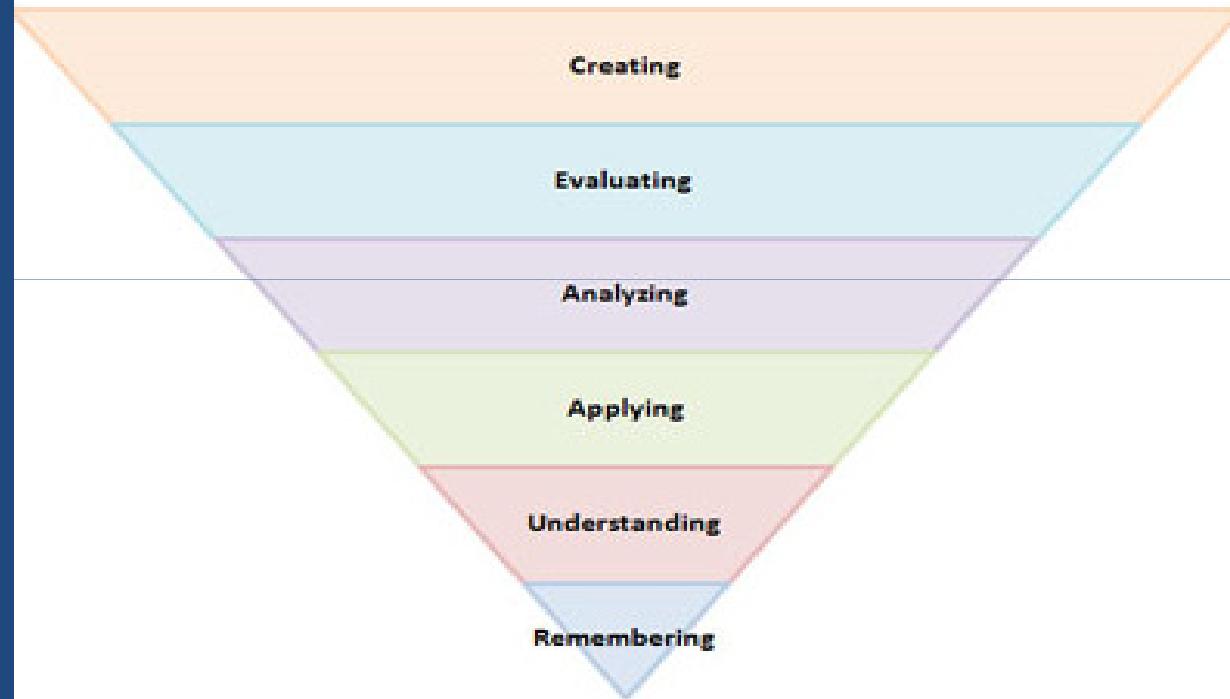 Creating
Evaluating
Analyzing
Applying
Understanding
Remembering